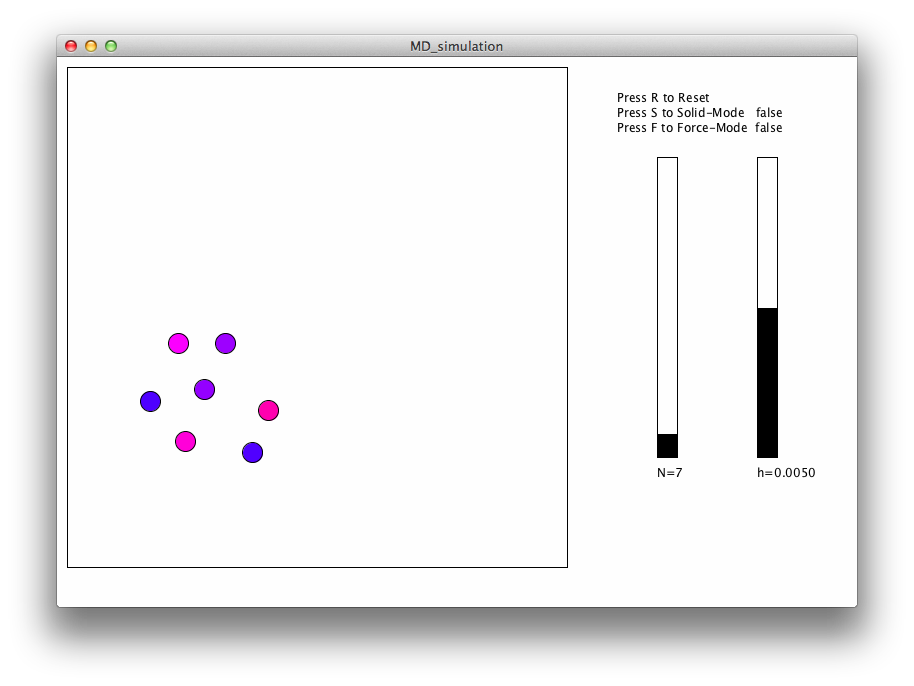 MD_simulation
Press R to Reset
Press S to Solid-Mode false
Press F to Force-Mode false
N=7
h=0.0050